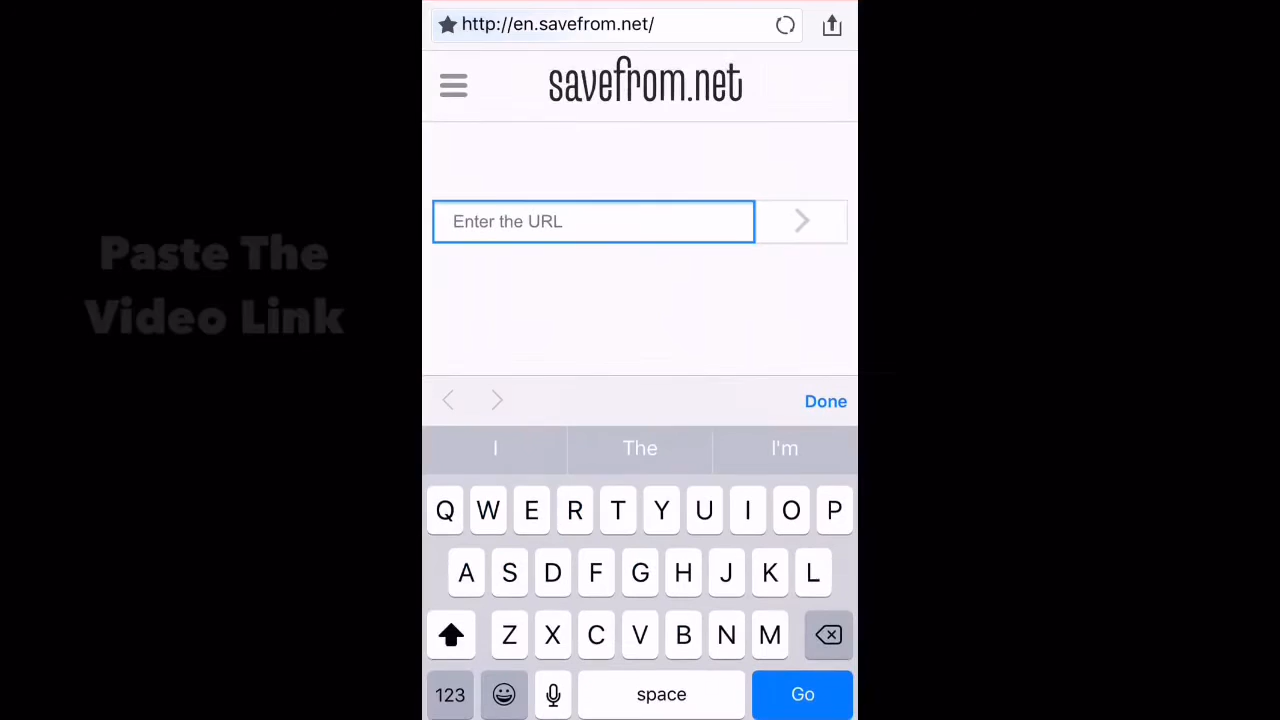 http://en.savefrom.net/
savefrom.net
Enter the URL
Paste The
Video Link
Done
I The I'm
Q W E R T Y U I O P
A S D F G H J K L
Z X C V B N M
123 space Go